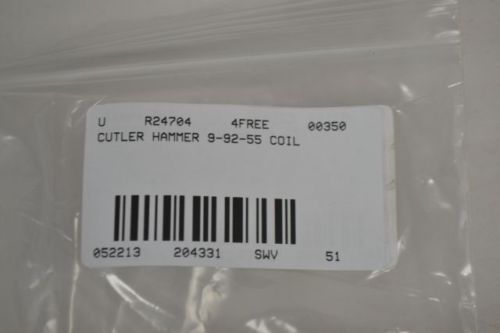 U R24704 4FREE 00350
CUTLER HAMMER 9-92-55 COIL
052213 204331 SWV 51